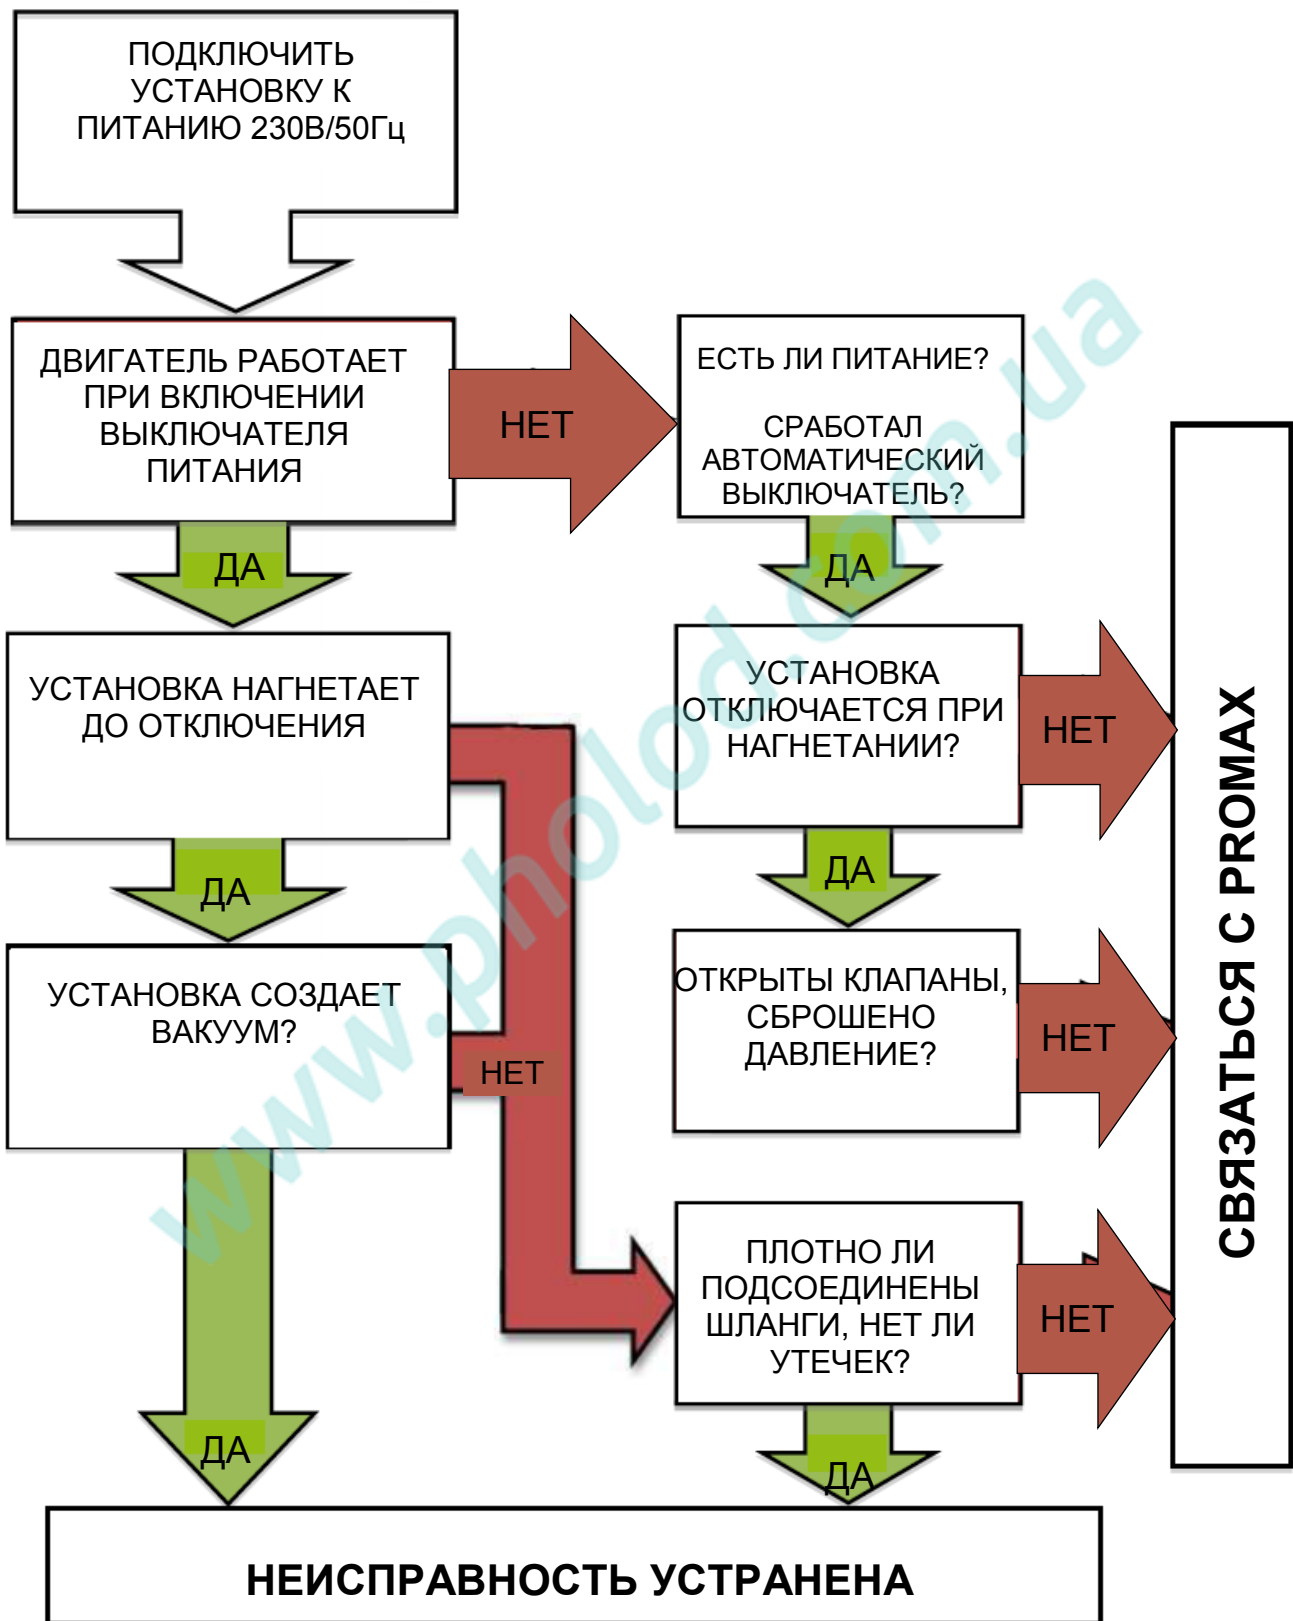 ПОДКЛЮЧИТЬ
УСТАНОВКУ К
ПИТАНИЮ 230В/50Гц
ДВИГАТЕЛЬ РАБОТАЕТ
ПРИ ВКЛЮЧЕНИИ
ВЫКЛЮЧАТЕЛЯ
ПИТАНИЯ
НЕТ
ЕСТЬ ЛИ ПИТАНИЕ?
СРАБОТАЛ
АВТОМАТИЧЕСКИЙ
ВЫКЛЮЧАТЕЛЬ?
ДА
ДА
УСТАНОВКА НАГНЕТАЕТ
ДО ОТКЛЮЧЕНИЯ
УСТАНОВКА
ОТКЛЮЧАЕТСЯ ПРИ
НАГНЕТАНИИ?
НЕТ
ДА
ДА
УСТАНОВКА СОЗДАЕТ
ВАКУУМ?
НЕТ
ОТКРЫТЫ КЛАПАНЫ,
СБРОШЕНО
ДАВЛЕНИЕ?
НЕТ
ПЛОТНО ЛИ
ПОДСОЕДИНЕНЫ
ШЛАНГИ, НЕТ ЛИ
УТЕЧЕК?
НЕТ
ДА
ДА
СВЯЗАТЬСЯ С PROMAX
НЕИСПРАВНОСТЬ УСТРАНЕНА
www.pholod.com.ua